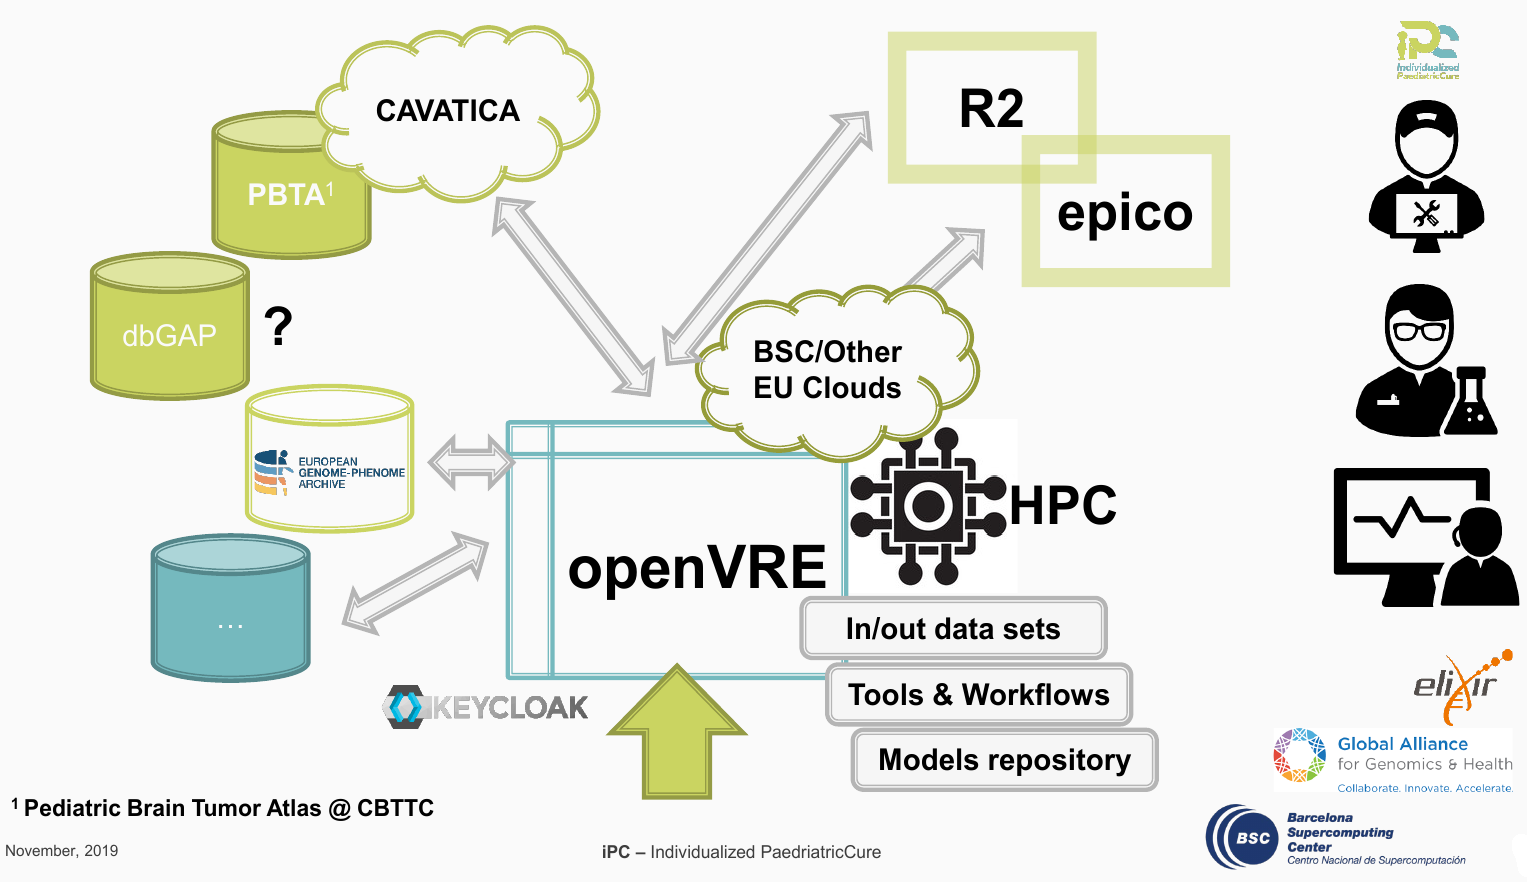 CAVATICA
R2
iPC
Individualized
PaediatricCure
PBTA¹
epico
dbGAP
?
BSC/Other
EU Clouds
EUROPEAN
GENOME-PHENOME
ARCHIVE
HPC
openVRE
...
In/out data sets
Tools & Workflows
KEYCLOAK
elixir
Models repository
Global Alliance
for Genomics & Health
Collaborate. Innovate. Accelerate.
¹ Pediatric Brain Tumor Atlas @ CBTTC
BSC
Barcelona
Supercomputing
Center
Centro Nacional de Supercomputación
November, 2019
iPC – Individualized PaedriatricCure